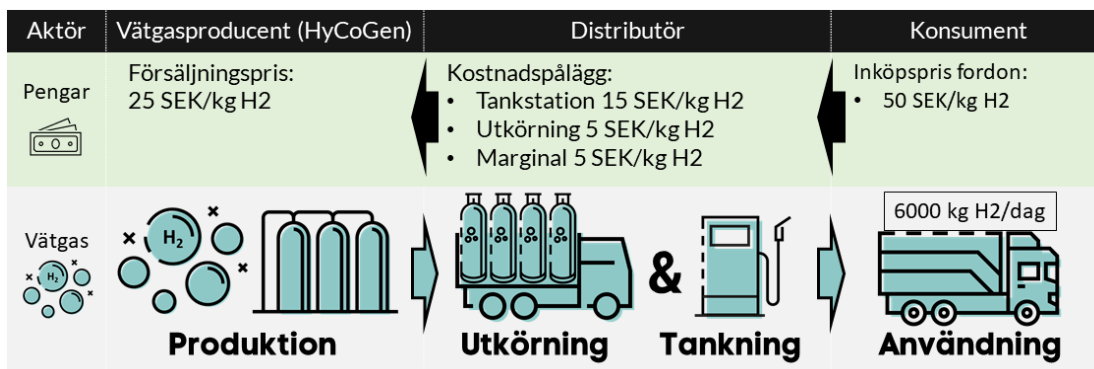 Aktör
Vätgasproducent (HyCoGen)
Distributör
Konsument
Pengar
Försäljningspris:
25 SEK/kg H2
Kostnadspålägg:
• Tankstation 15 SEK/kg H2
• Utkörning 5 SEK/kg H2
• Marginal 5 SEK/kg H2
Inköpspris fordon:
• 50 SEK/kg H2
Vätgas
H₂
H₂
6000 kg H2/dag
&
Produktion
Utkörning
Tankning
Användning